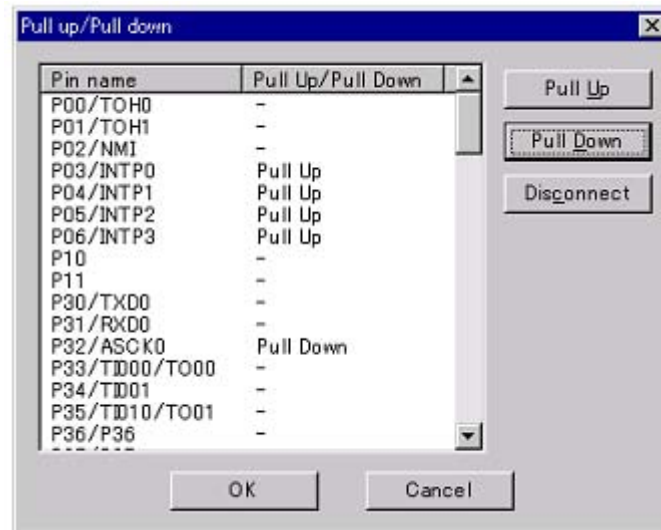 Pull up/Pull down
Pin name Pull Up/Pull Down
P00/TOH0 -
P01/TOH1 -
P02/NMI -
P03/INTP0 Pull Up
P04/INTP1 Pull Up
P05/INTP2 Pull Up
P06/INTP3 Pull Up
P10 -
P11 -
P30/TXD0 -
P31/RXD0 -
P32/ASCK0 Pull Down
P33/TI000/TO00 -
P34/TI001 -
P35/TI010/TO01 -
P36/P36 -
Pull Up
Pull Down
Disconnect
OK Cancel